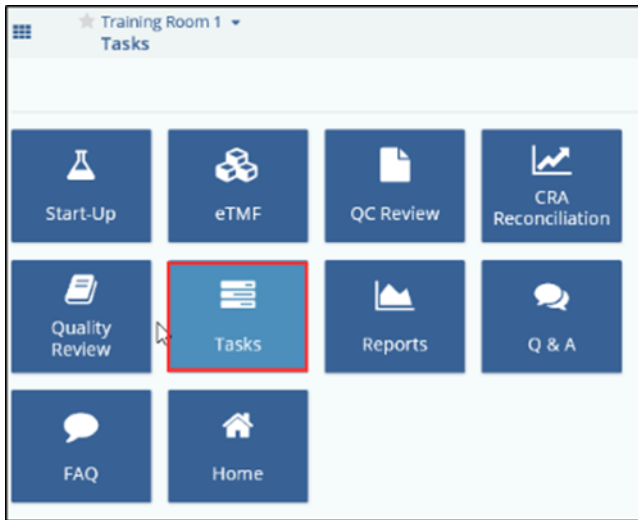 Training Room 1
Tasks
Start-Up
eTMF
QC Review
CRA
Reconciliation
Quality
Review
Tasks
Reports
Q & A
FAQ
Home